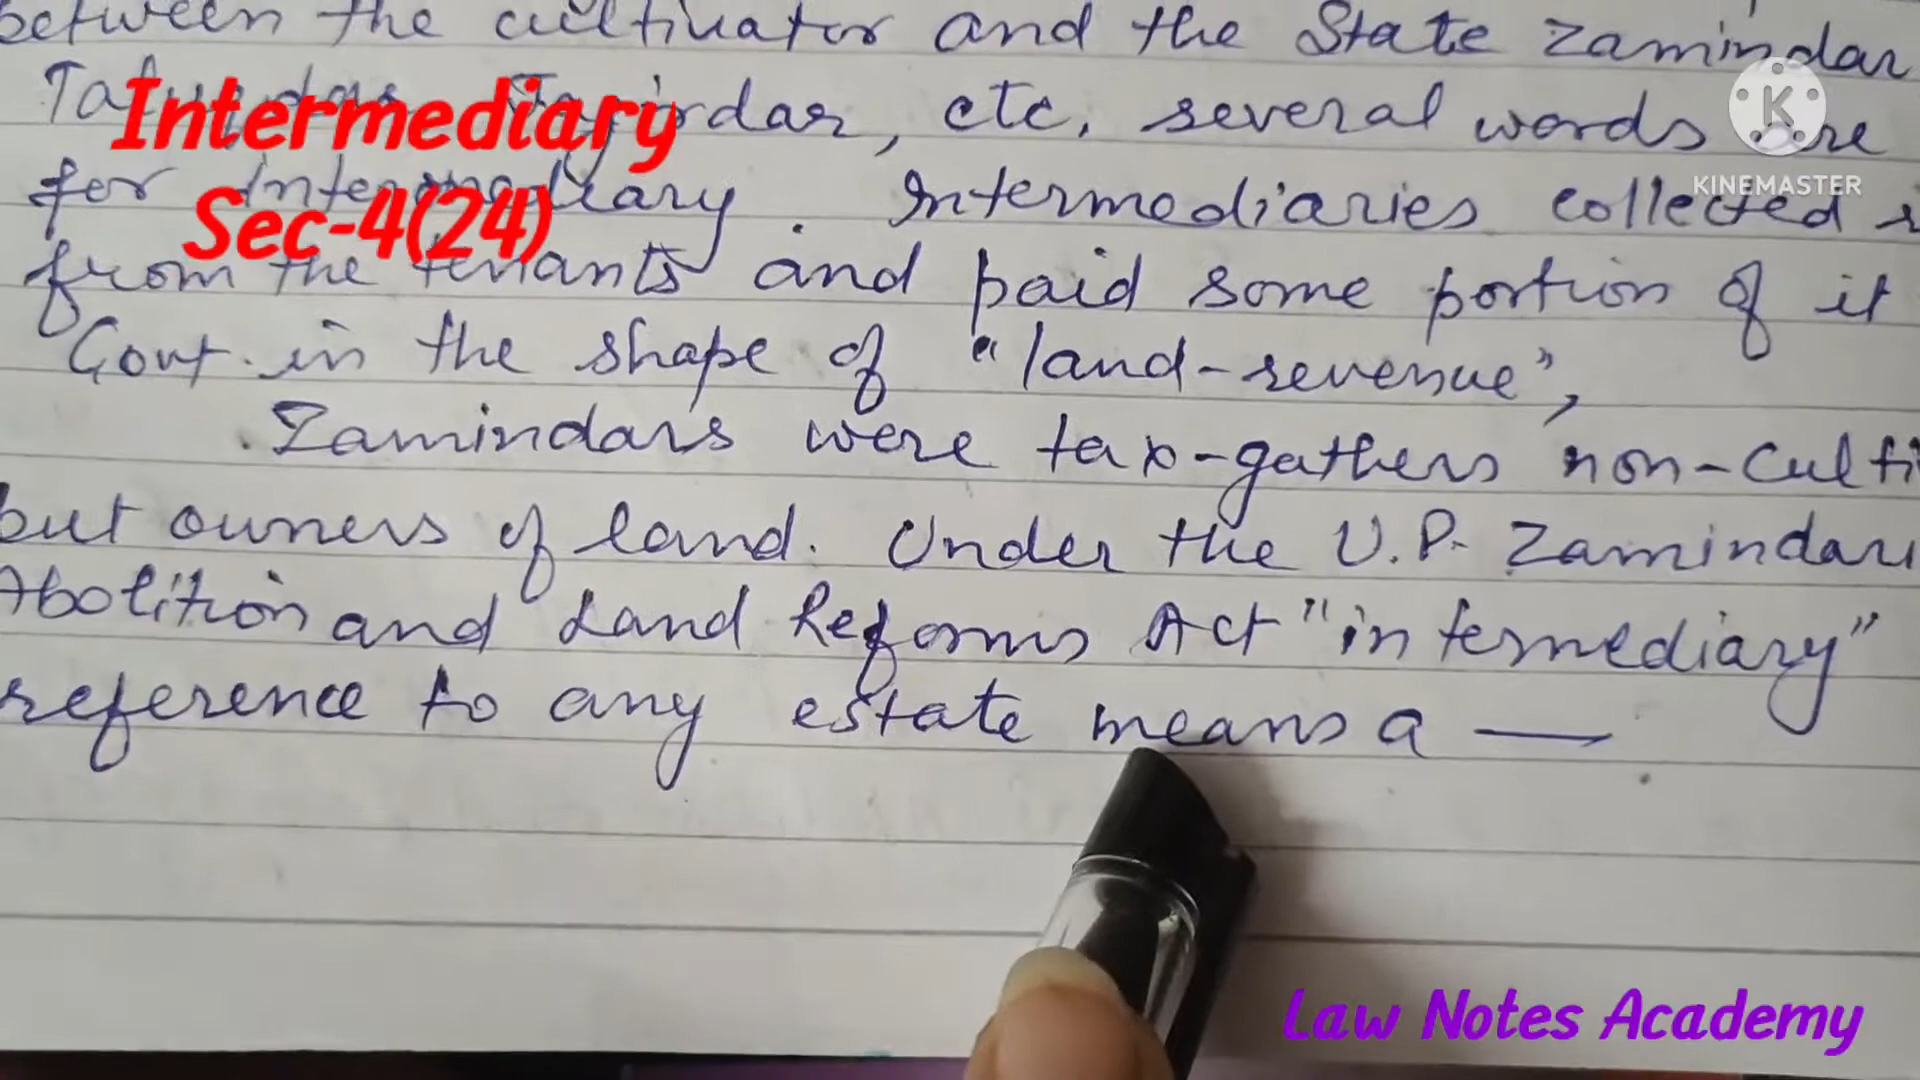 between the cultivator and the State Zamindar
Jagirdar, etc. several words are
for Intermediary. Intermediaries collected
from the tenants and paid some portion of it
Govt. in the shape of "land-revenue",
Zamindars were tax-gathers non-culti
but owners of land. Under the U.P. Zamindari
Abolition and Land Reforms Act "intermediary"
reference to any estate means a —
Intermediary
Sec-4(24)
KINEMASTER
Law Notes Academy